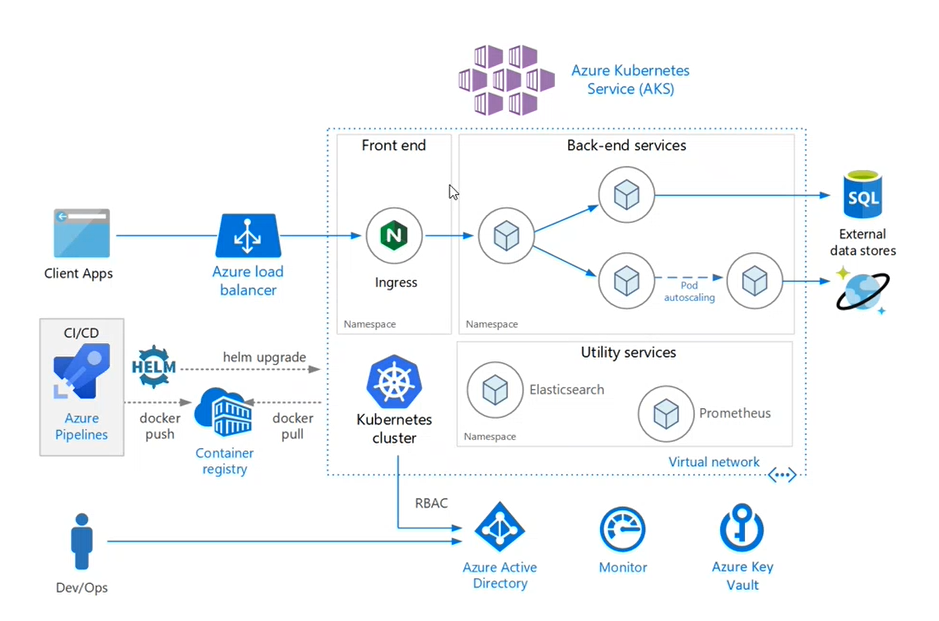 Azure Kubernetes
Service (AKS)
Front end
Back-end services
SQL
External
data stores
Client Apps
Azure load
balancer
N
Ingress
Pod
autoscaling
Namespace
Namespace
CI/CD
HELM
helm upgrade
Azure
Pipelines
docker
push
docker
pull
Container
registry
Kubernetes
cluster
Utility services
Elasticsearch
Prometheus
Namespace
Virtual network
RBAC
Dev/Ops
Azure Active
Directory
Monitor
Azure Key
Vault